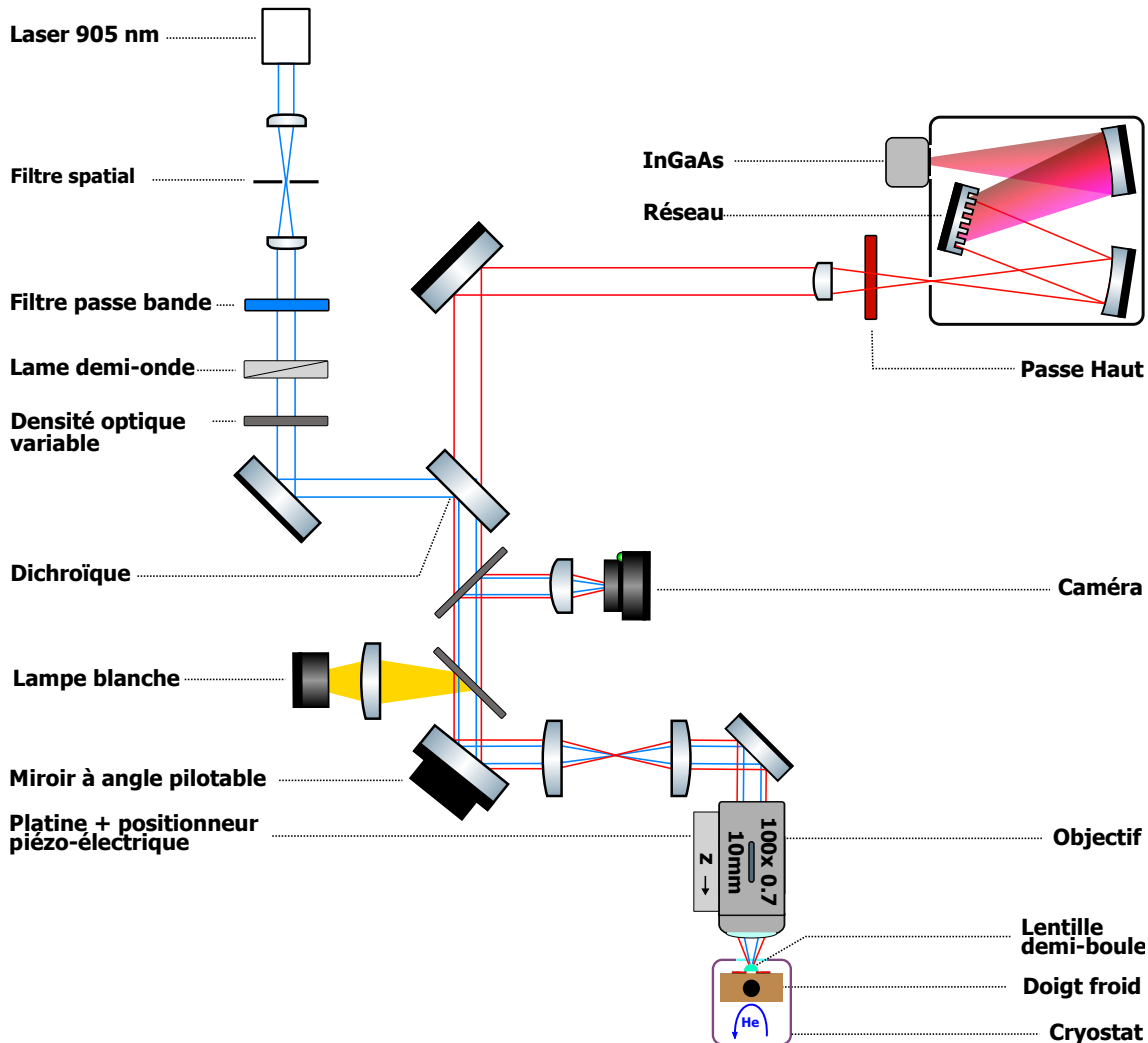 Laser 905 nm
Filtre spatial
Filtre passe bande
Lame demi-onde
Densité optique
variable
Dichroïque
Lampe blanche
Miroir à angle pilotable
Platine + positionneur
piézo-électrique
InGaAs
Réseau
Passe Haut
Caméra
Objectif
100x 0.7
10mm
Z →
Lentille
demi-boule
Doigt froid
He
Cryostat